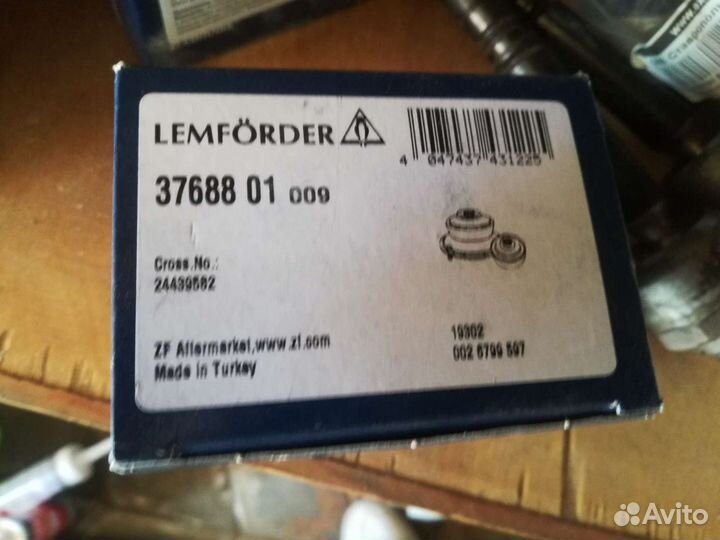 LEMFÖRDER
4 047437 431225
37688 01 009
Cross.No.:
24439582
ZF Aftermarket,www.zf.com
Made in Turkey
19302
002 6799 597
Avito